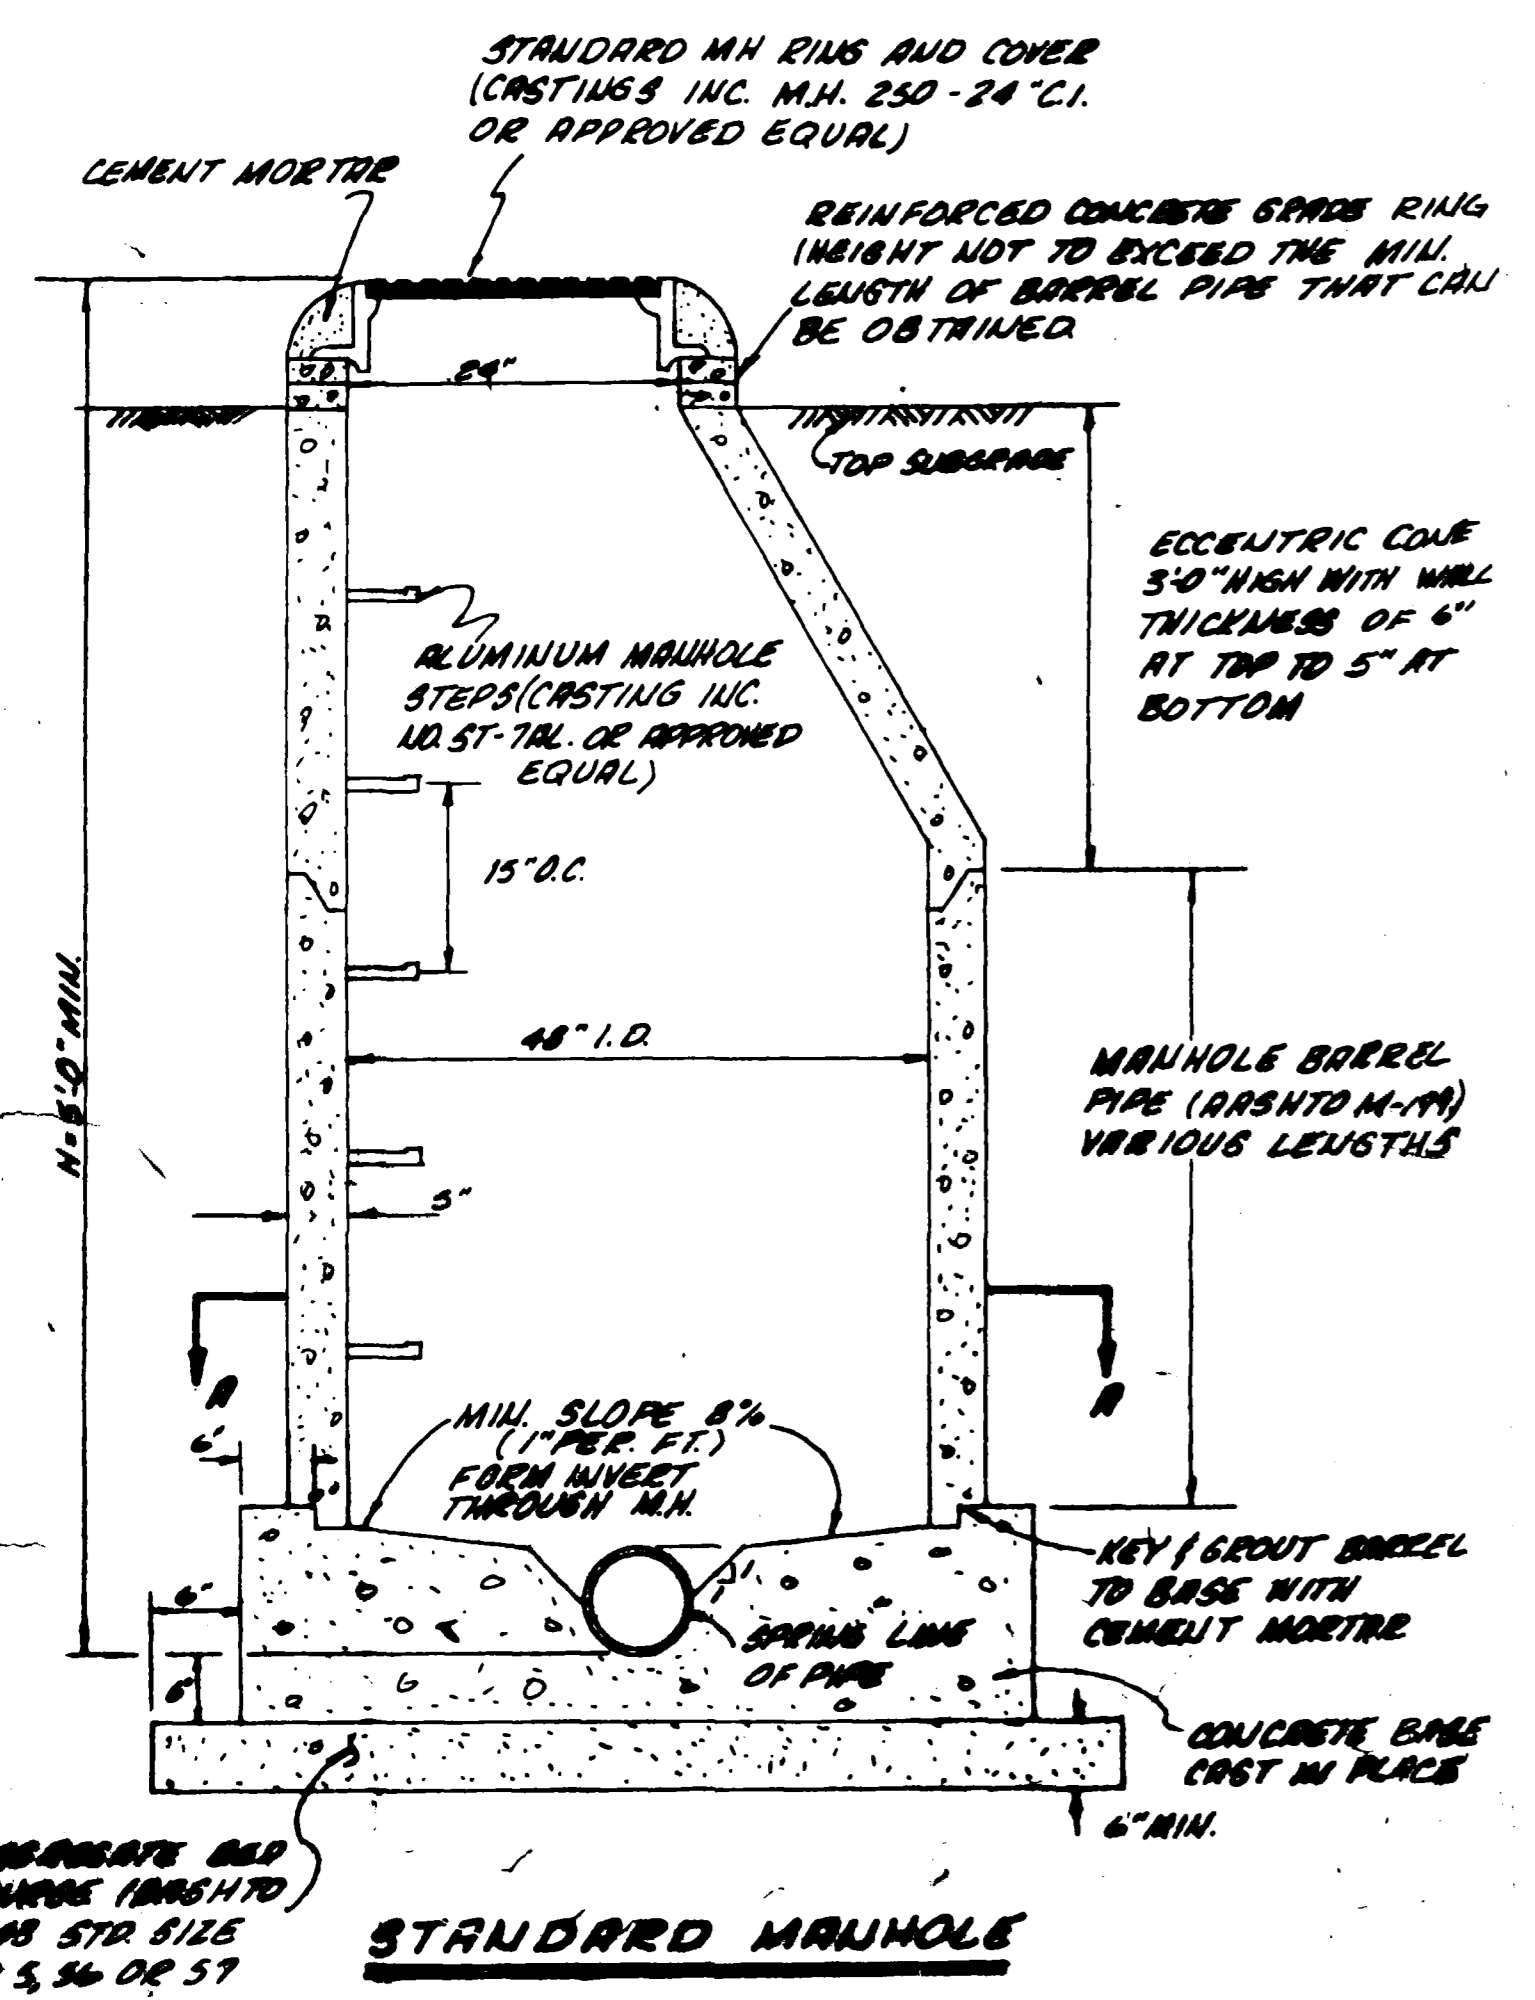 STANDARD MH RING AND COVER
(CASTINGS INC. M.H. 250-24"C.I.
OR APPROVED EQUAL)
CEMENT MORTAR
REINFORCED CONCRETE GRADE RING
(HEIGHT NOT TO EXCEED THE MIN.
LENGTH OF BARREL PIPE THAT CAN
BE OBTAINED
24"
TOP SUBGRADE
ECCENTRIC CONE
3'-0" HIGH WITH WALL
THICKNESS OF 6"
AT TOP TO 5" AT
BOTTOM
ALUMINUM MANHOLE
STEPS (CASTING INC.
NO. ST-7AL. OR APPROVED
EQUAL)
15" O.C.
H=5'-0" MIN.
48" I.D.
MANHOLE BARREL
PIPE (AASHTO M-199)
VARIOUS LENGTHS
5"
A
A
6"
MIN. SLOPE 8%
(1" PER. FT.)
FORM INVERT
THROUGH M.H.
KEY & GROUT BARREL
TO BASE WITH
CEMENT MORTAR
6"
SPRING LINE
OF PIPE
6"
CONCRETE BASE
CAST IN PLACE
6" MIN.
BED
STD. SIZE
5, 56 OR 57
STANDARD MANHOLE